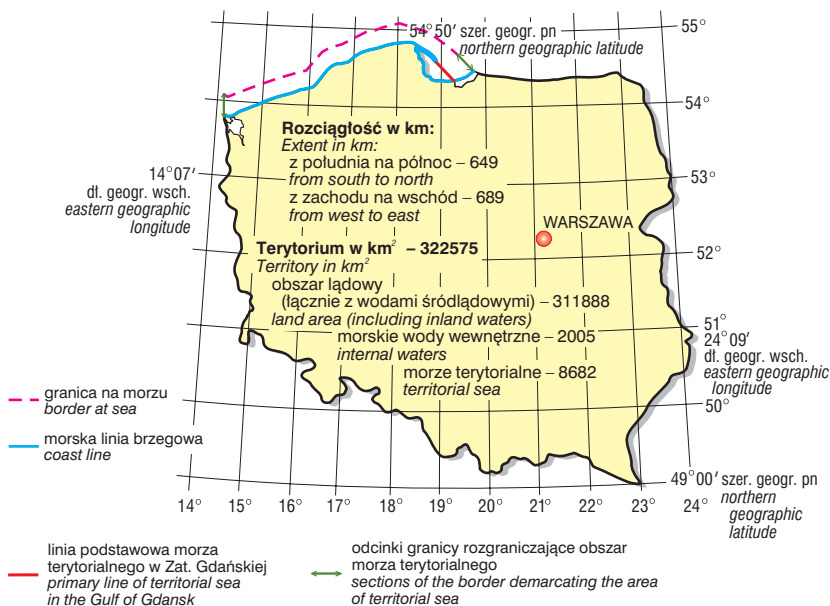 54°50′ szer. geogr. pn
northern geographic latitude
55°
54°
53°
52°
51°
50°
14°07′
dł. geogr. wsch.
eastern geographic
longitude
Rozciągłość w km:
Extent in km:
z południa na północ – 649
from south to north
z zachodu na wschód – 689
from west to east
WARSZAWA
Terytorium w km² – 322575
Territory in km²
obszar lądowy
(łącznie z wodami śródlądowymi) – 311888
land area (including inland waters)
morskie wody wewnętrzne – 2005
internal waters
morze terytorialne – 8682
territorial sea
24°09′
dł. geogr. wsch.
eastern geographic
longitude
49°00′ szer. geogr. pn
northern
geographic
latitude
14° 15° 16° 17° 18° 19° 20° 21° 22° 23° 24°
granica na morzu
border at sea
morska linia brzegowa
coast line
linia podstawowa morza
terytorialnego w Zat. Gdańskiej
primary line of territorial sea
in the Gulf of Gdansk
odcinki granicy rozgraniczające obszar
morza terytorialnego
sections of the border demarcating the area
of territorial sea